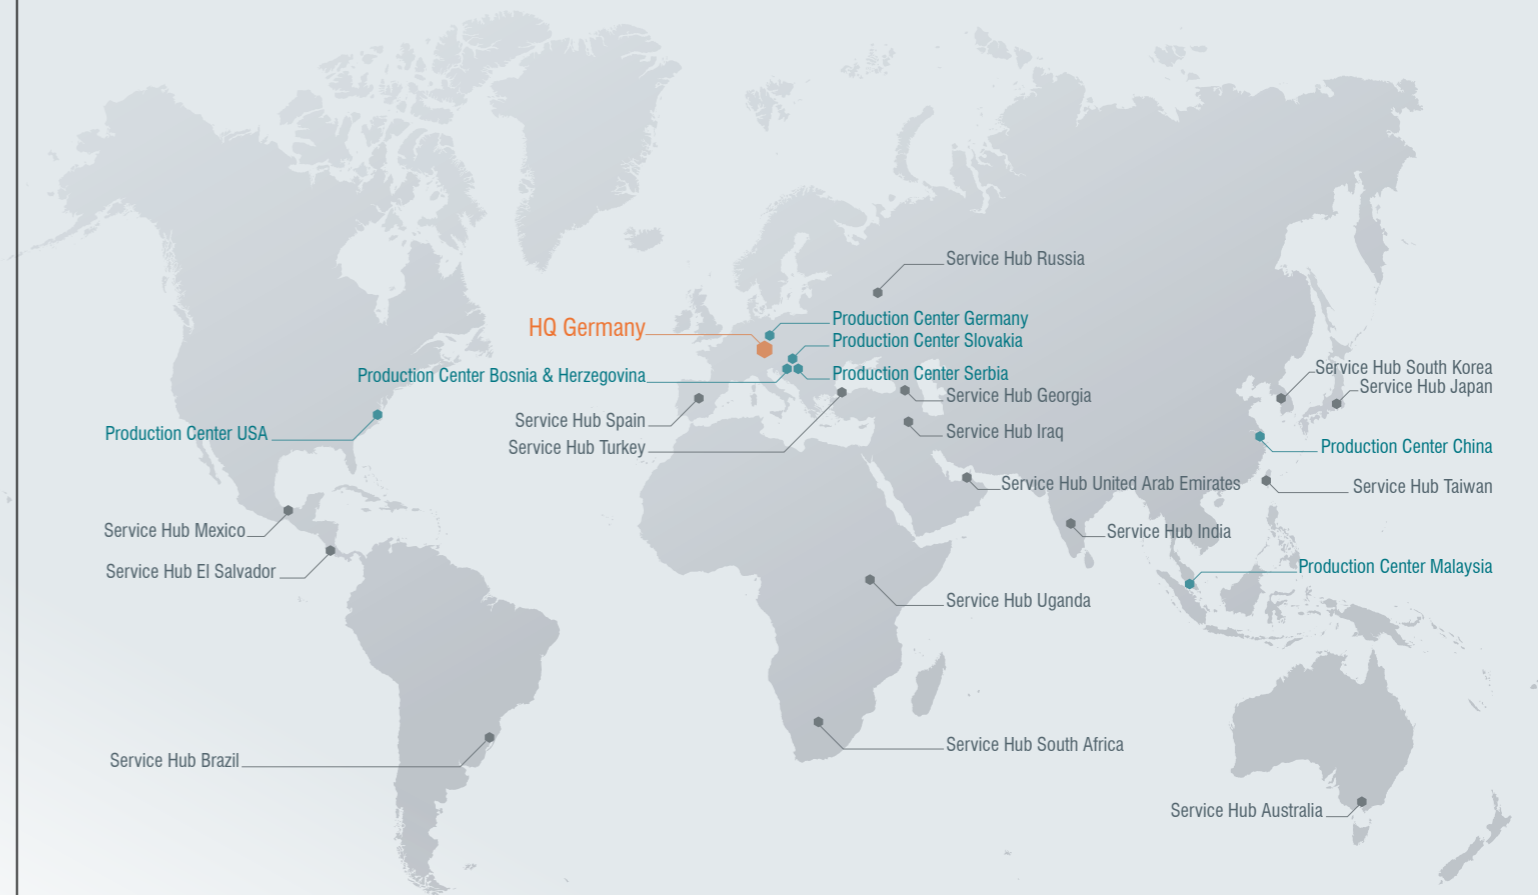 Service Hub Russia
Production Center Germany
HQ Germany
Production Center Slovakia
Production Center Bosnia & Herzegovina
Production Center Serbia
Service Hub South Korea
Service Hub Japan
Service Hub Georgia
Service Hub Spain
Production Center USA
Service Hub Iraq
Service Hub Turkey
Production Center China
Service Hub United Arab Emirates
Service Hub Taiwan
Service Hub Mexico
Service Hub India
Service Hub El Salvador
Production Center Malaysia
Service Hub Uganda
Service Hub South Africa
Service Hub Brazil
Service Hub Australia